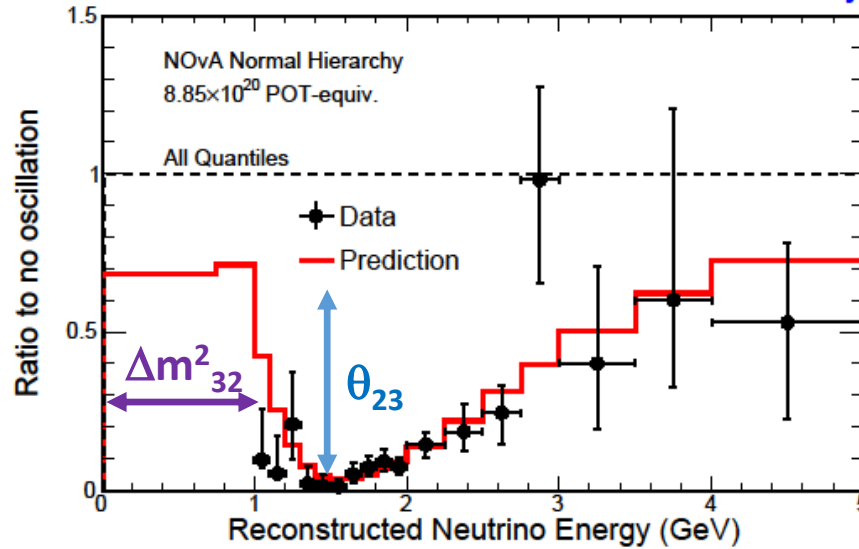 1.5
NOvA Normal Hierarchy
8.85×10²⁰ POT-equiv.
All Quantiles
1
Data
Prediction
0.5
Δm²₃₂
θ₂₃
0
0 1 2 3 4 5
Ratio to no oscillation
Reconstructed Neutrino Energy (GeV)